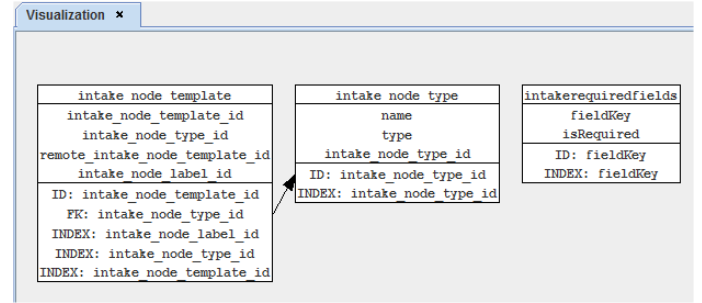 Visualization ×
intake node template
intake_node_template_id
intake_node_type_id
remote_intake_node_template_id
intake_node_label_id
ID: intake_node_template_id
FK: intake_node_type_id
INDEX: intake_node_label_id
INDEX: intake_node_type_id
INDEX: intake_node_template_id
intake node type
name
type
intake_node_type_id
ID: intake_node_type_id
INDEX: intake_node_type_id
intakerequiredfields
fieldKey
isRequired
ID: fieldKey
INDEX: fieldKey